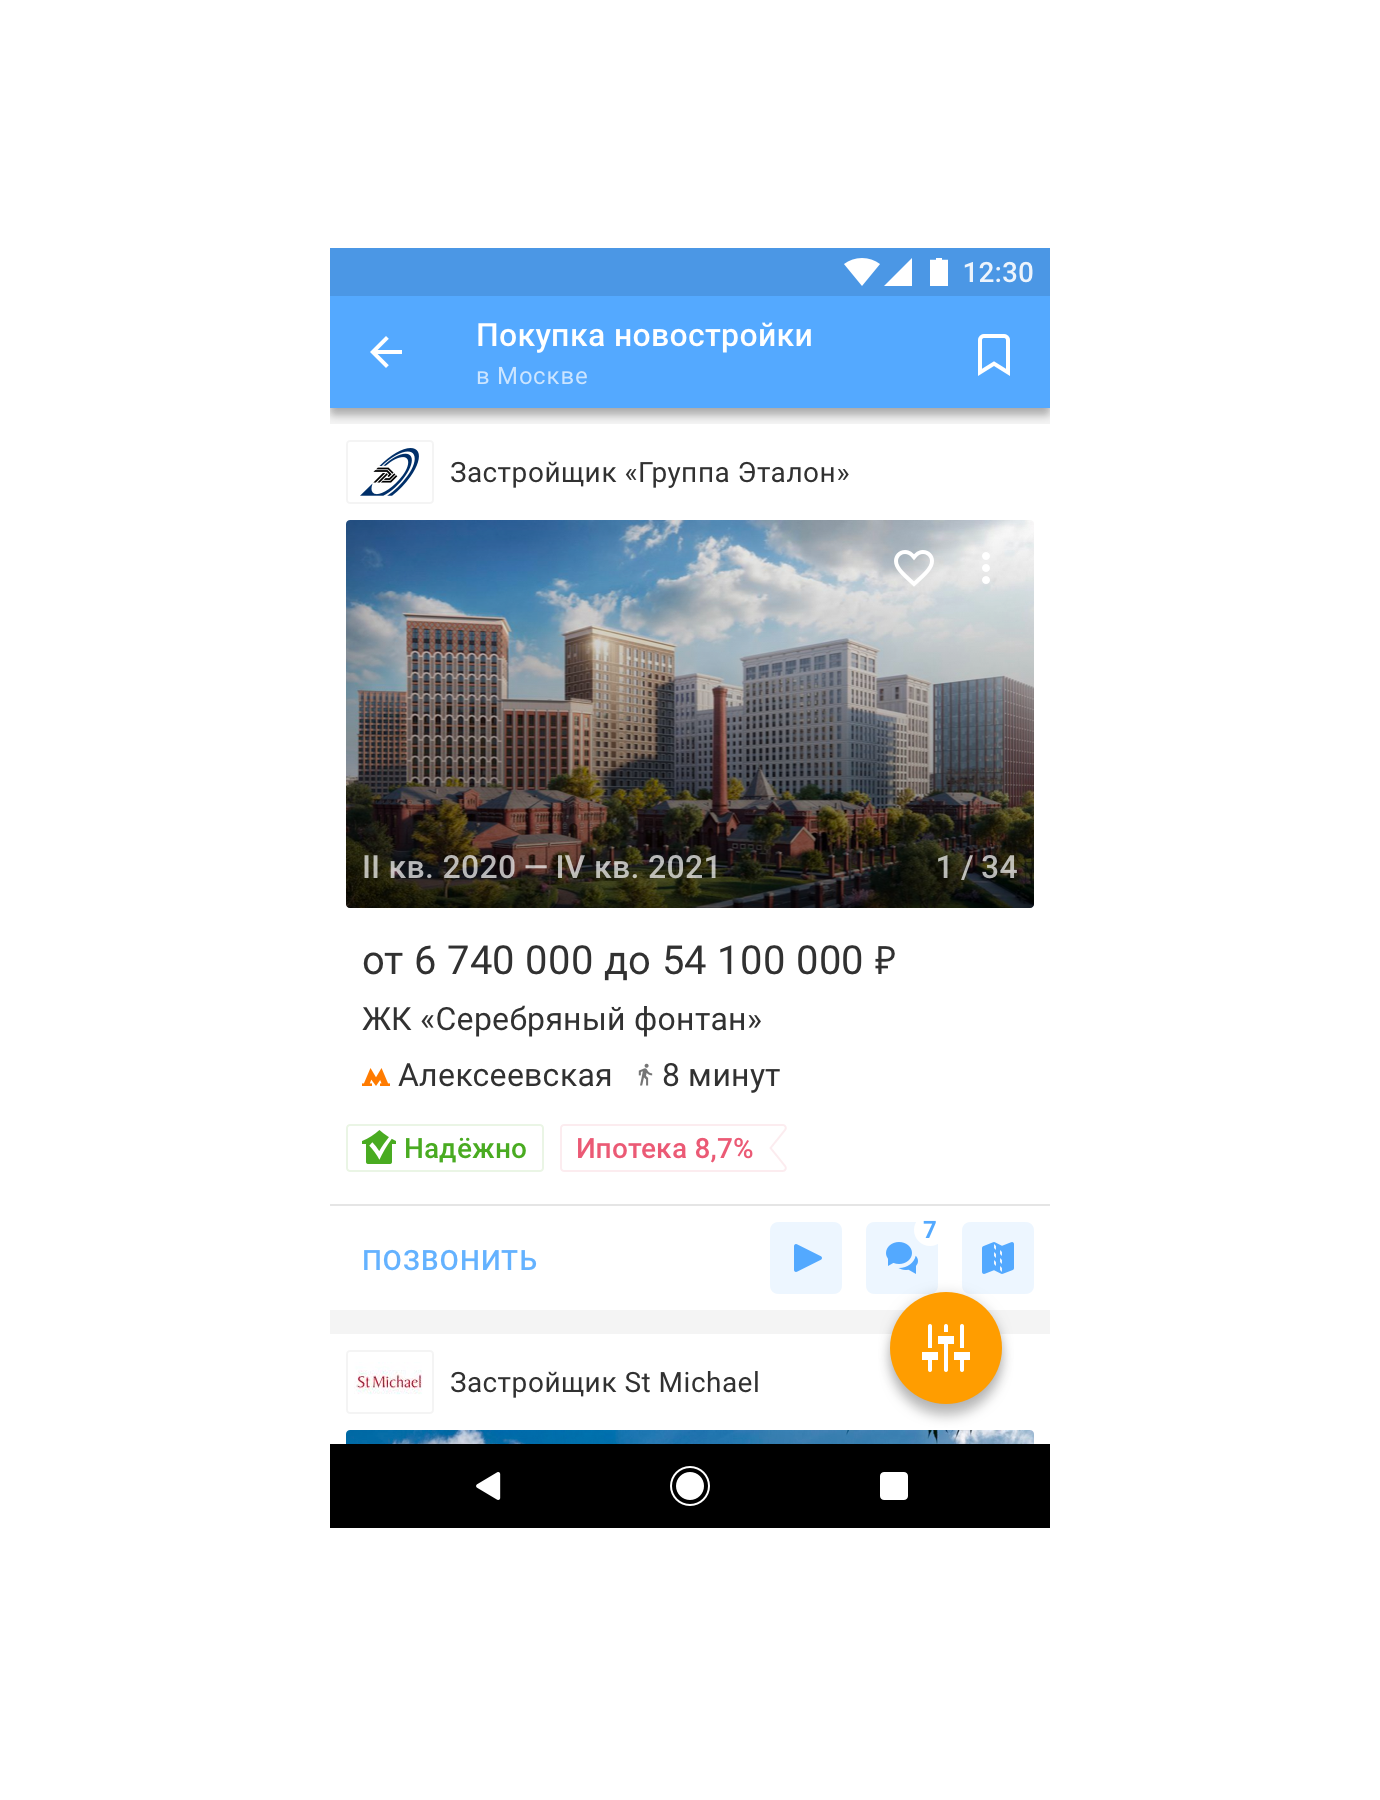 12:30
Покупка новостройки
в Москве
Застройщик «Группа Эталон»
II кв. 2020 — IV кв. 2021
1 / 34
от 6 740 000 до 54 100 000 ₽
ЖК «Серебряный фонтан»
Алексеевская 8 минут
Надёжно
Ипотека 8,7%
7
ПОЗВОНИТЬ
St Michael
Застройщик St Michael